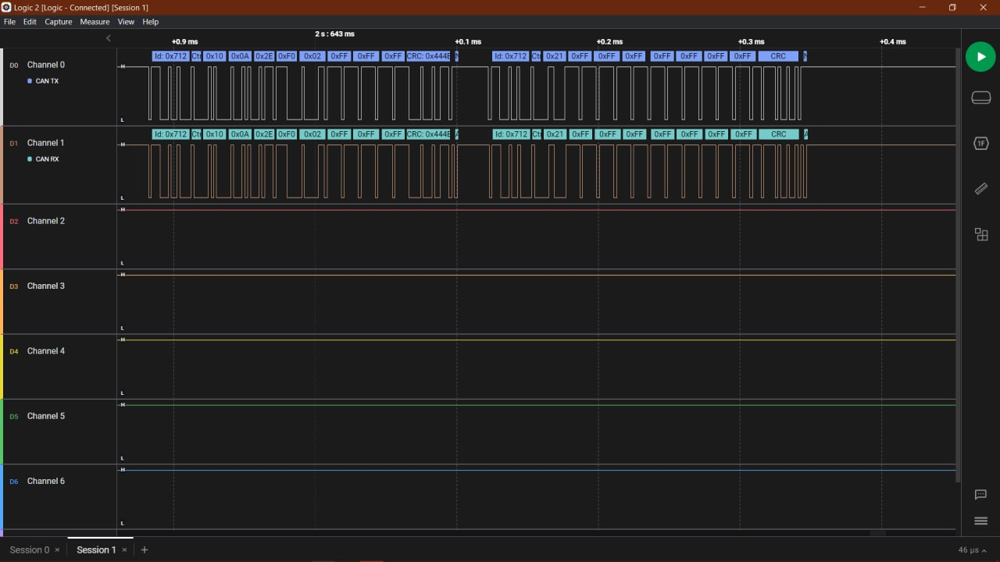 Logic 2 [Logic - Connected] [Session 1]
File Edit Capture Measure View Help
2 s : 643 ms
+0.9 ms +0.1 ms +0.2 ms +0.3 ms +0.4 ms
D0 Channel 0
CAN TX
H
L
Id: 0x712 Ct 0x10 0x0A 0x2E 0xF0 0x02 0xFF 0xFF 0xFF CRC: 0x444E N Id: 0x712 Ct 0x21 0xFF 0xFF 0xFF 0xFF 0xFF 0xFF 0xFF CRC N
D1 Channel 1
CAN RX
H
L
Id: 0x712 Ct 0x10 0x0A 0x2E 0xF0 0x02 0xFF 0xFF 0xFF CRC: 0x444E A Id: 0x712 Ct 0x21 0xFF 0xFF 0xFF 0xFF 0xFF 0xFF 0xFF CRC A
D2 Channel 2
H
L
D3 Channel 3
H
L
D4 Channel 4
H
L
D5 Channel 5
H
L
D6 Channel 6
H
L
1F
Session 0 × Session 1 × +
46 µs